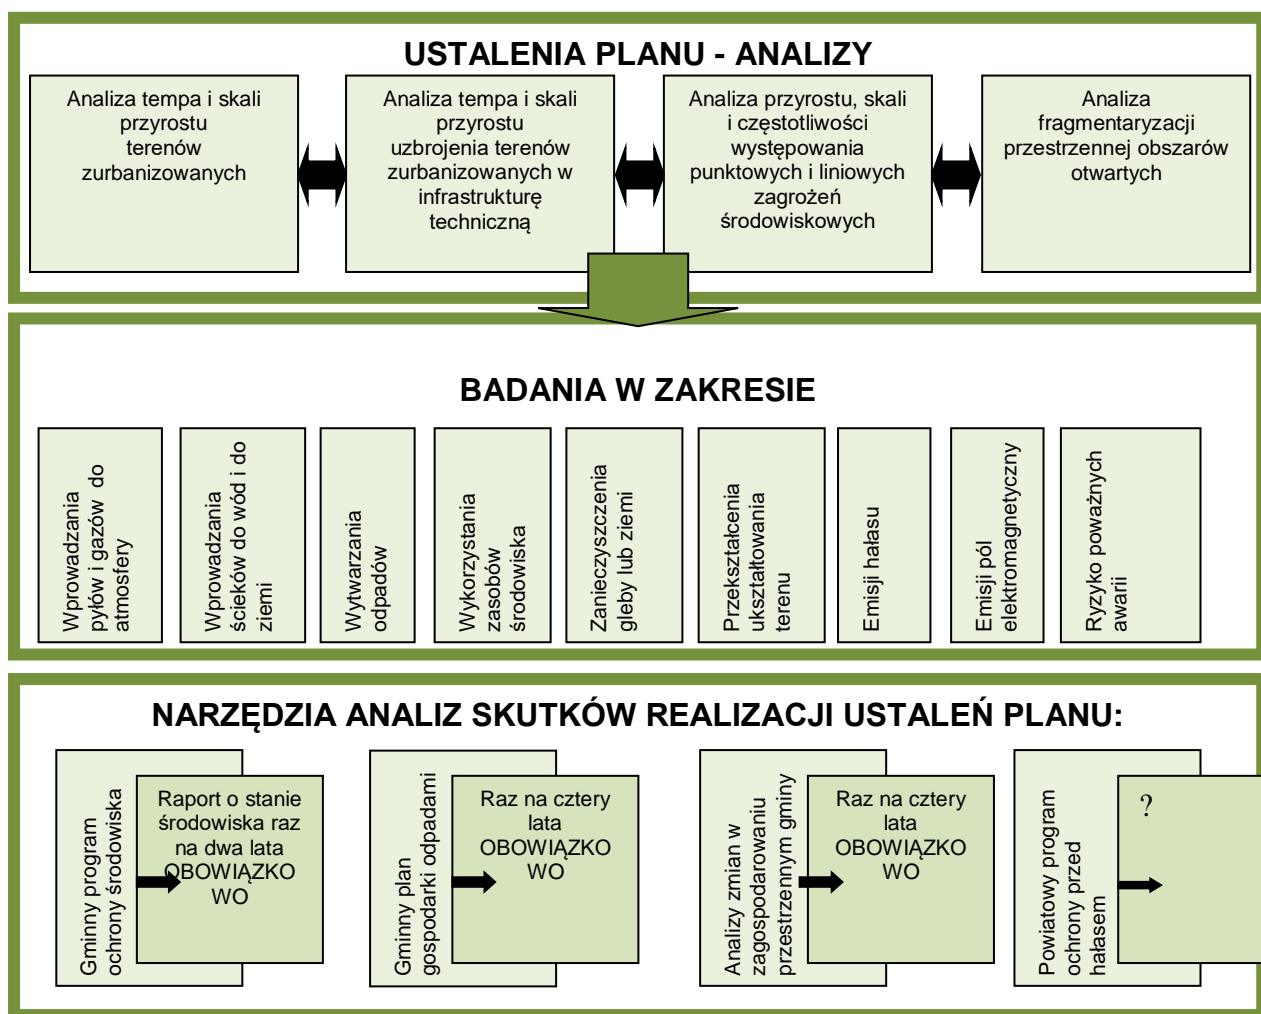 USTALENIA PLANU - ANALIZY
Analiza tempa i skali
przyrostu
terenów
zurbanizowanych
Analiza tempa i skali
przyrostu
uzbrojenia terenów
zurbanizowanych w
infrastrukturę
techniczną
Analiza przyrostu, skali
i częstotliwości
występowania
punktowych i liniowych
zagrożeń
środowiskowych
Analiza
fragmentaryzacji
przestrzennej obszarów
otwartych
BADANIA W ZAKRESIE
Wprowadzania
pyłów i gazów do
atmosfery
Wprowadzania
ścieków do wód i do
ziemi
Wytwarzania
odpadów
Wykorzystania
zasobów
środowiska
Zanieczyszczenia
gleby lub ziemi
Przekształcenia
ukształtowania
terenu
Emisji hałasu
Emisji pól
elektromagnetyczny
Ryzyko poważnych
awarii
NARZĘDZIA ANALIZ SKUTKÓW REALIZACJI USTALEŃ PLANU:
Gminny program
ochrony środowiska
Raport o stanie
środowiska raz
na dwa lata
OBOWIĄZKO
WO
Gminny plan
gospodarki odpadami
Raz na cztery
lata
OBOWIĄZKO
WO
Analizy zmian w
zagospodarowaniu
przestrzennym gminy
Raz na cztery
lata
OBOWIĄZKO
WO
Powiatowy program
ochrony przed
hałasem
?